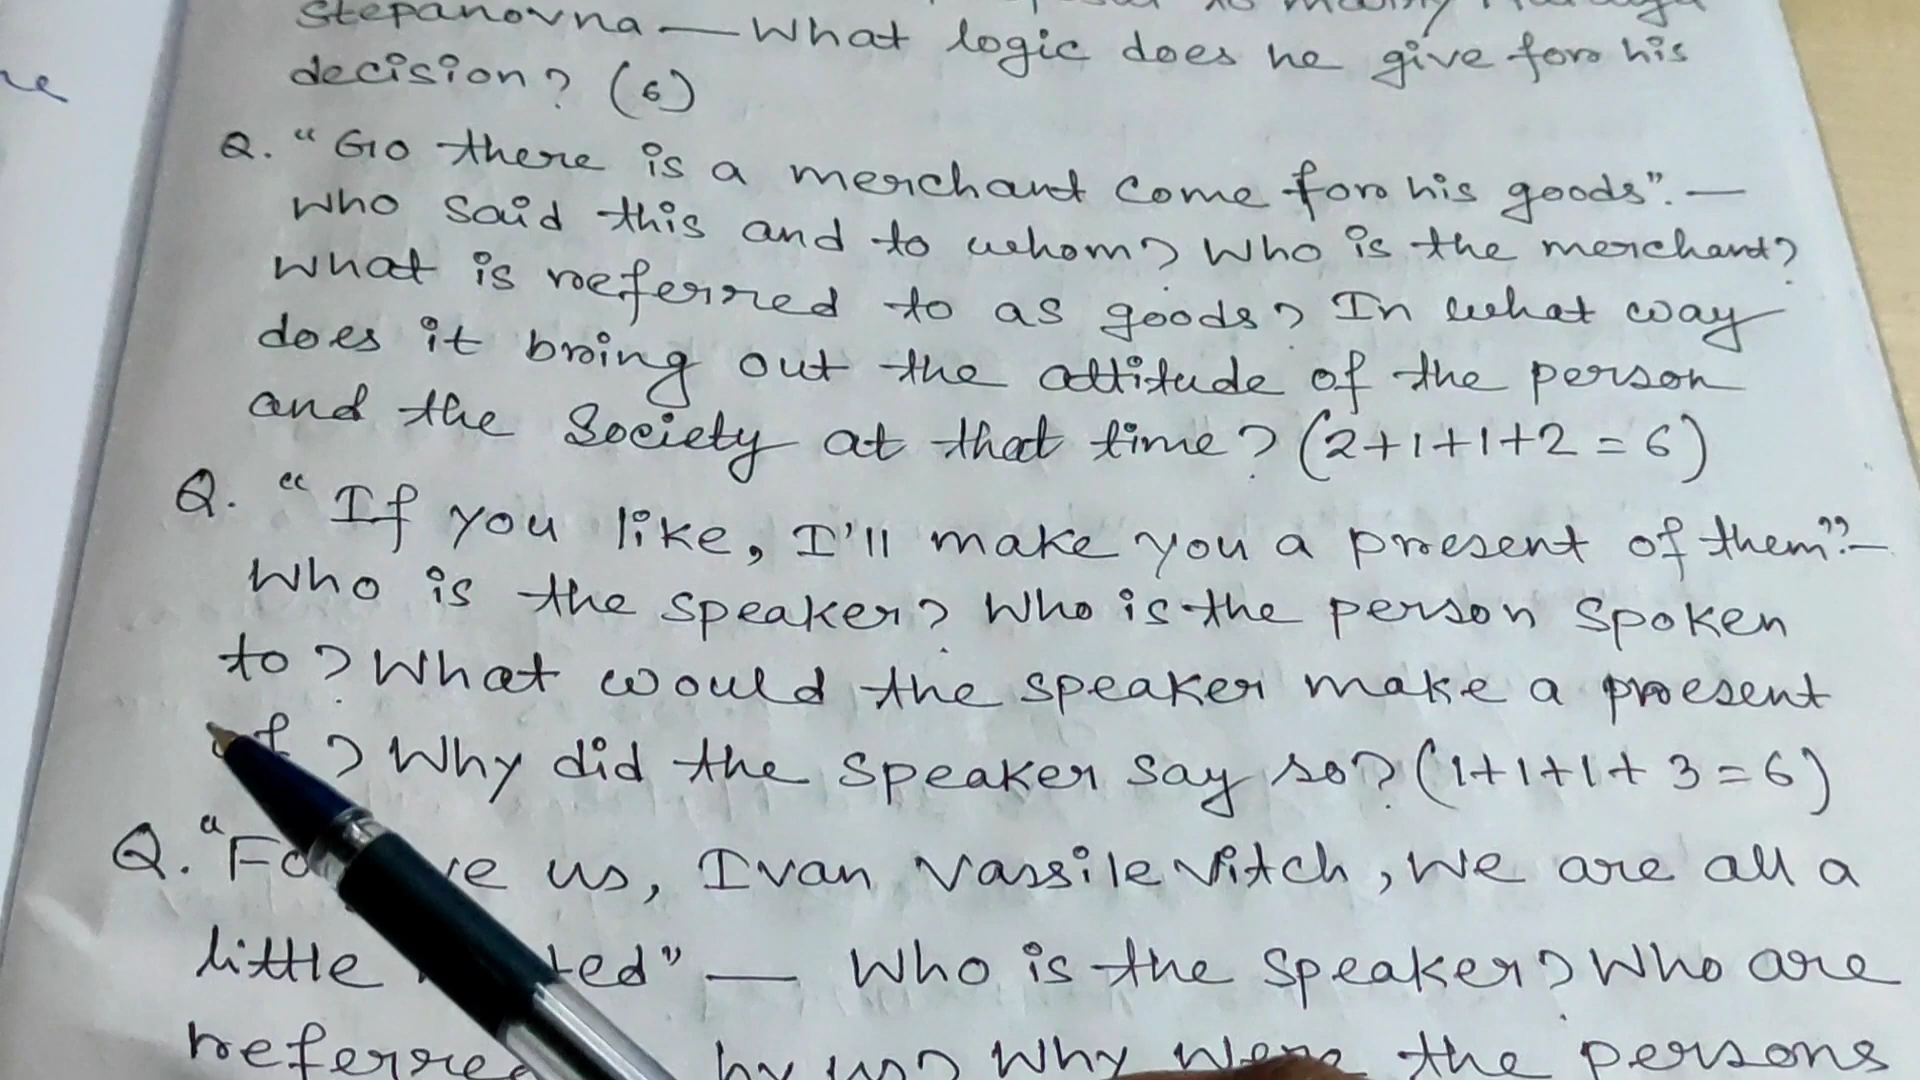 Stepanovna — What logic does he give for his
decision? (6)
Q. "Go there is a merchant come for his goods". —
Who said this and to whom? Who is the merchant?
What is referred to as goods? In what way
does it bring out the attitude of the person
and the Society at that time? (2+1+1+2=6)
Q. "If you like, I'll make you a present of them". —
Who is the speaker? Who is the person spoken
to? What would the speaker make a present
of? Why did the speaker say so? (1+1+1+3=6)
Q. " us, Ivan Vassilevitch, We are all a
little " — Who is the speaker? Who are
by us? Why were the persons